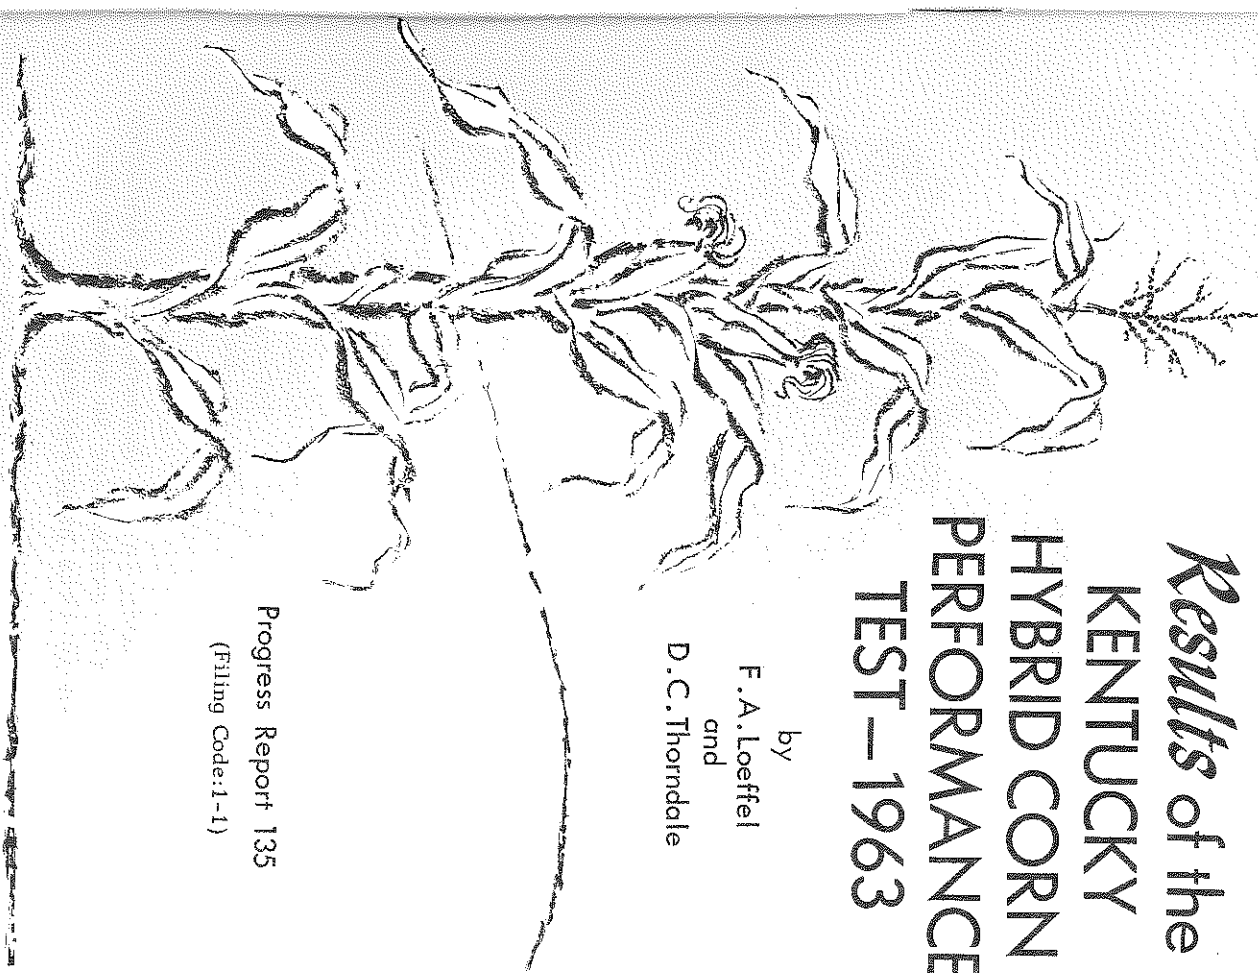 Results of the
KENTUCKY
HYBRID CORN
PERFORMANCE
TEST-1963
by
F.A.Loeffel
and
D.C.Thorndale
Progress Report 135
(Filing Code:1-1)